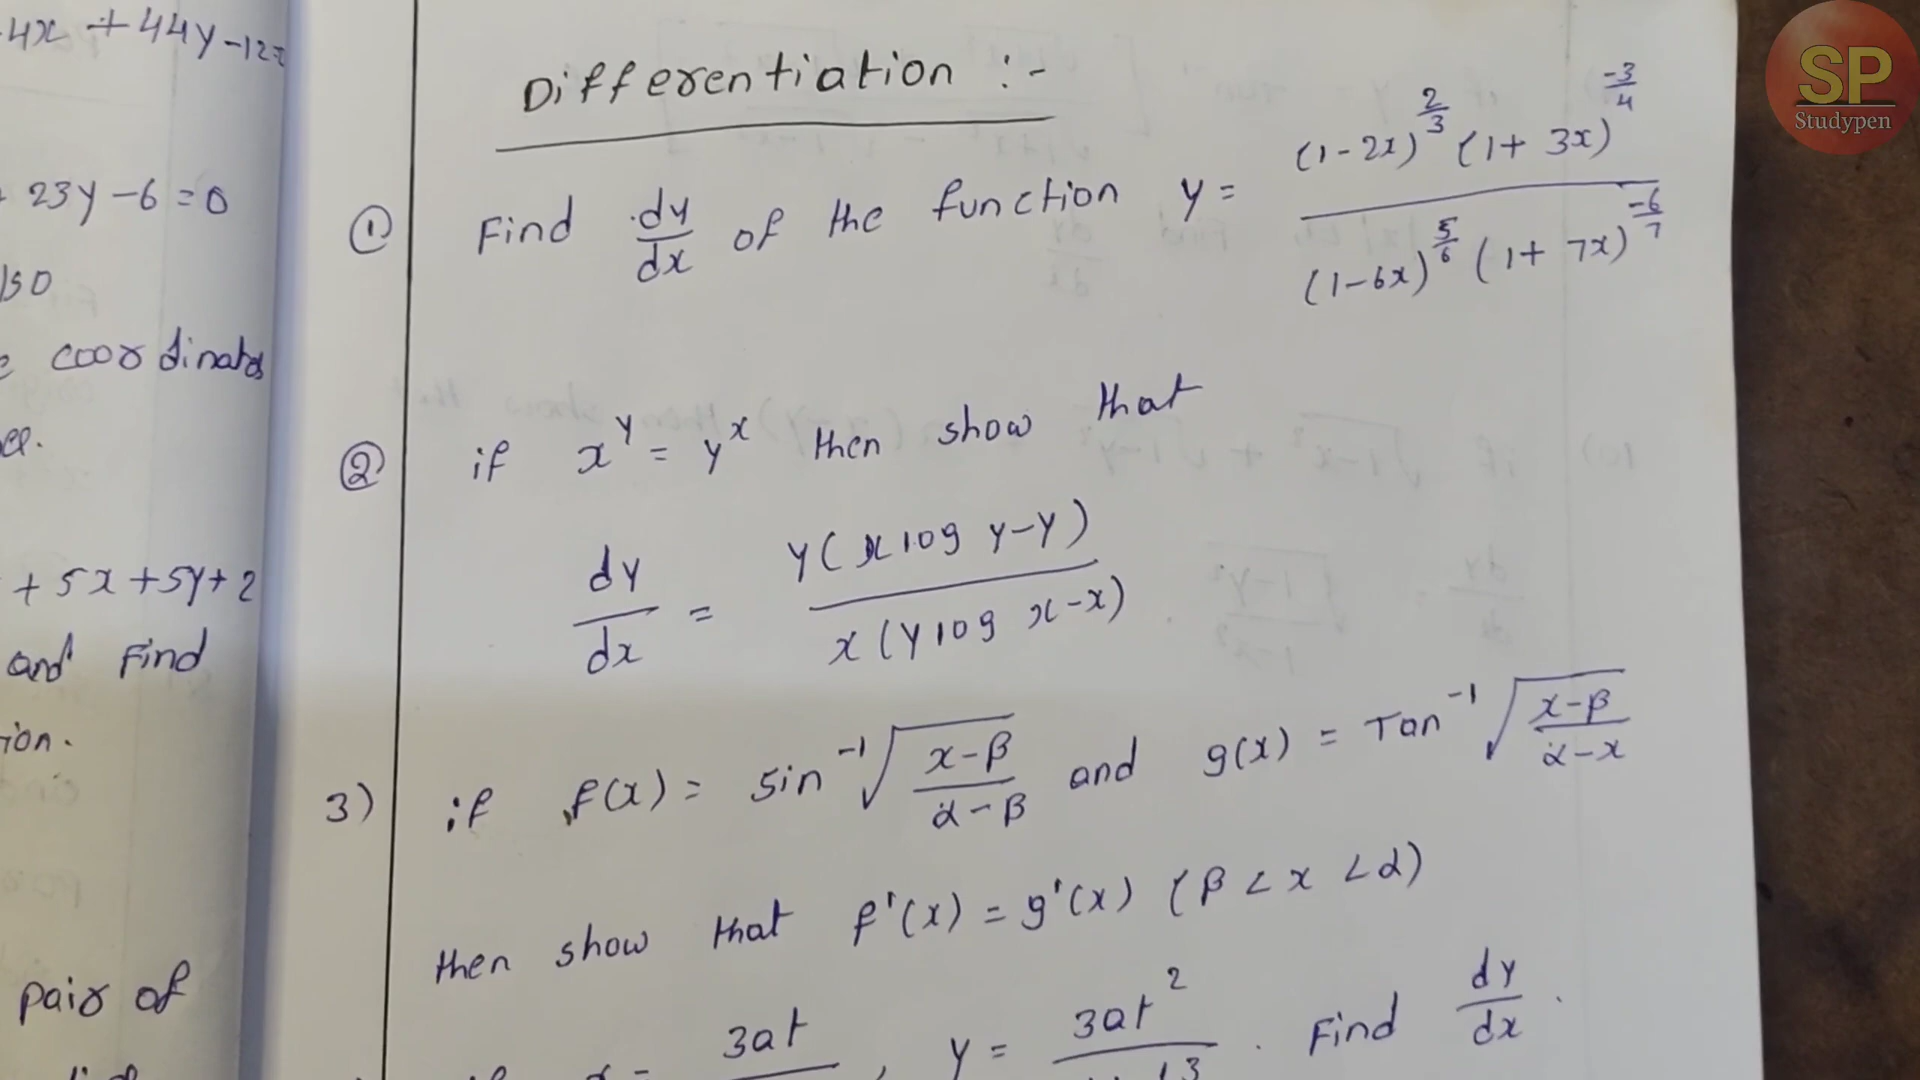 4x + 44y - 12 =
23y - 6 = 0
coordinates
+ 5x + 5y + 2
and Find
pair of
Differentiation :-
① Find dy/dx of the function y = (1-2x)^(2/3) (1+3x)^(-3/4) / (1-6x)^(5/6) (1+7x)^(-6/7)
② if x^y = y^x then show that
dy/dx = y(x log y-y) / x(y log x-x)
3) if f(x) = sin^-1 √((x-β)/(α-β)) and g(x) = Tan^-1 √((x-β)/(α-x))
then show that f'(x) = g'(x) (β < x < α)
3at , y = 3at^2 . Find dy/dx .
SP
Studypen